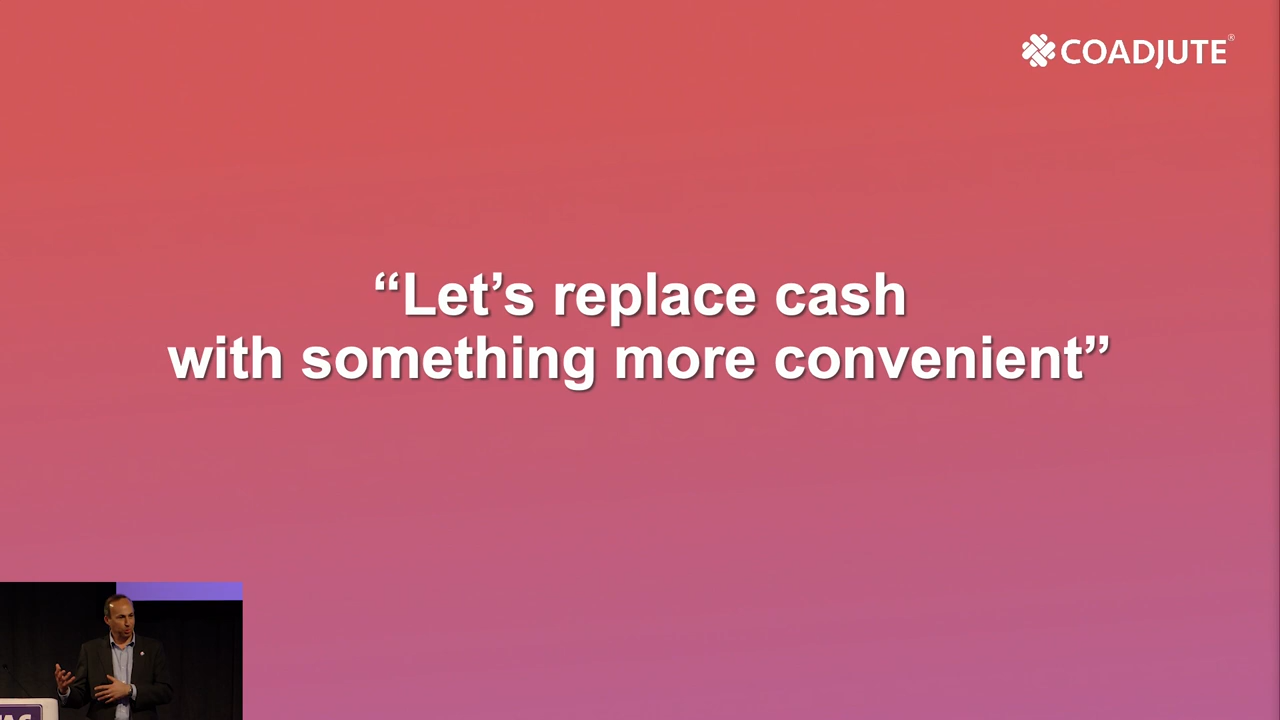 COADJUTE®
“Let’s replace cash
with something more convenient”